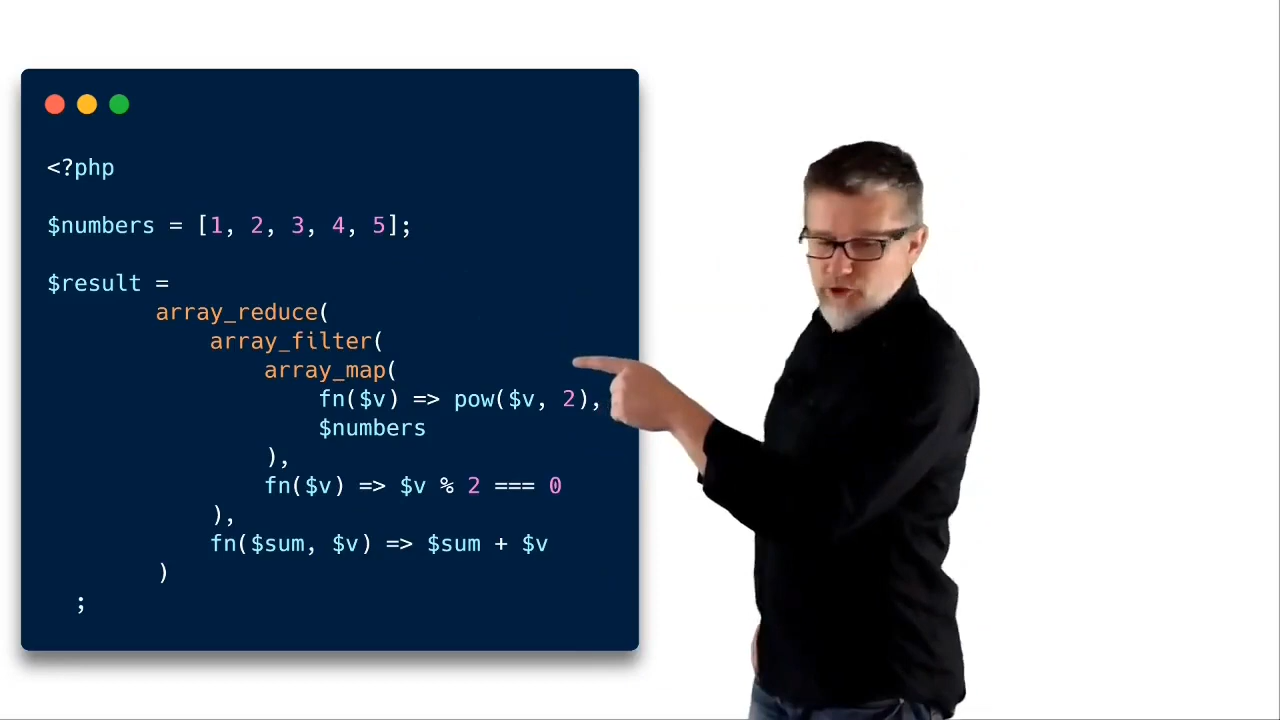 <?php
$numbers = [1, 2, 3, 4, 5];
$result =
array_reduce(
array_filter(
array_map(
fn($v) => pow($v, 2),
$numbers
),
fn($v) => $v % 2 === 0
),
fn($sum, $v) => $sum + $v
)
;